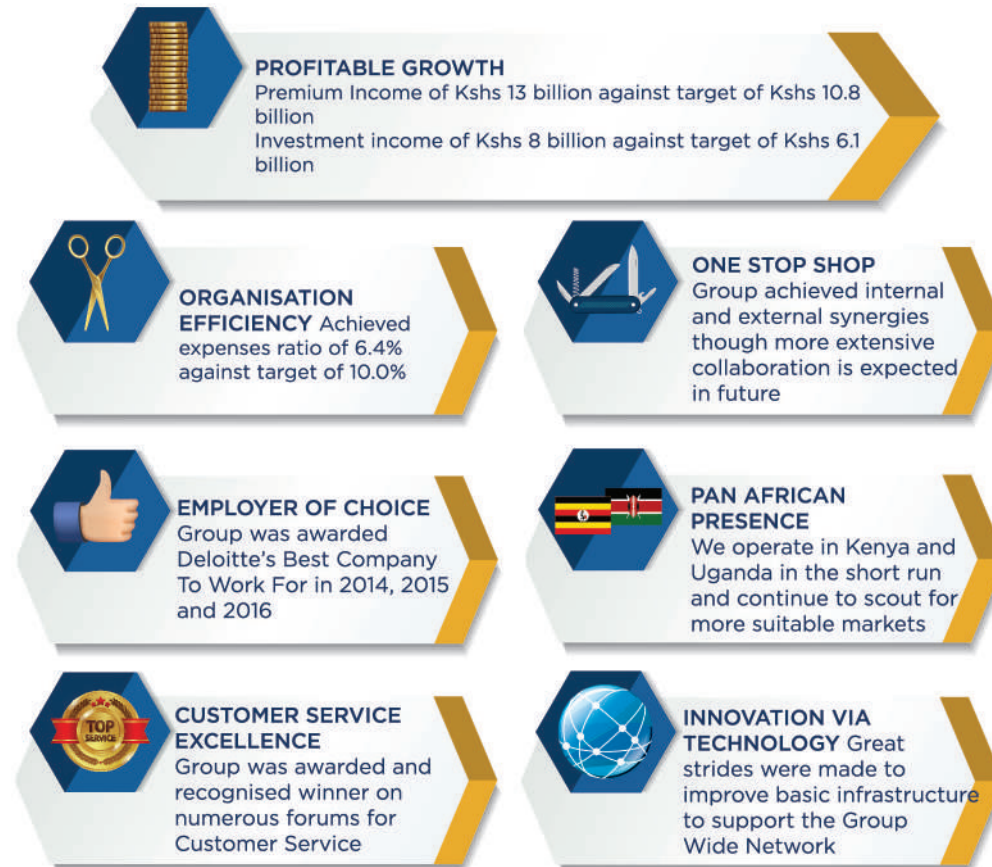 PROFITABLE GROWTH
Premium Income of Kshs 13 billion against target of Kshs 10.8
billion
Investment income of Kshs 8 billion against target of Kshs 6.1
billion
ORGANISATION
EFFICIENCY Achieved
expenses ratio of 6.4%
against target of 10.0%
ONE STOP SHOP
Group achieved internal
and external synergies
though more extensive
collaboration is expected
in future
EMPLOYER OF CHOICE
Group was awarded
Deloitte's Best Company
To Work For in 2014, 2015
and 2016
PAN AFRICAN
PRESENCE
We operate in Kenya and
Uganda in the short run
and continue to scout for
more suitable markets
TOP
SERVICE
CUSTOMER SERVICE
EXCELLENCE
Group was awarded and
recognised winner on
numerous forums for
Customer Service
INNOVATION VIA
TECHNOLOGY Great
strides were made to
improve basic infrastructure
to support the Group
Wide Network